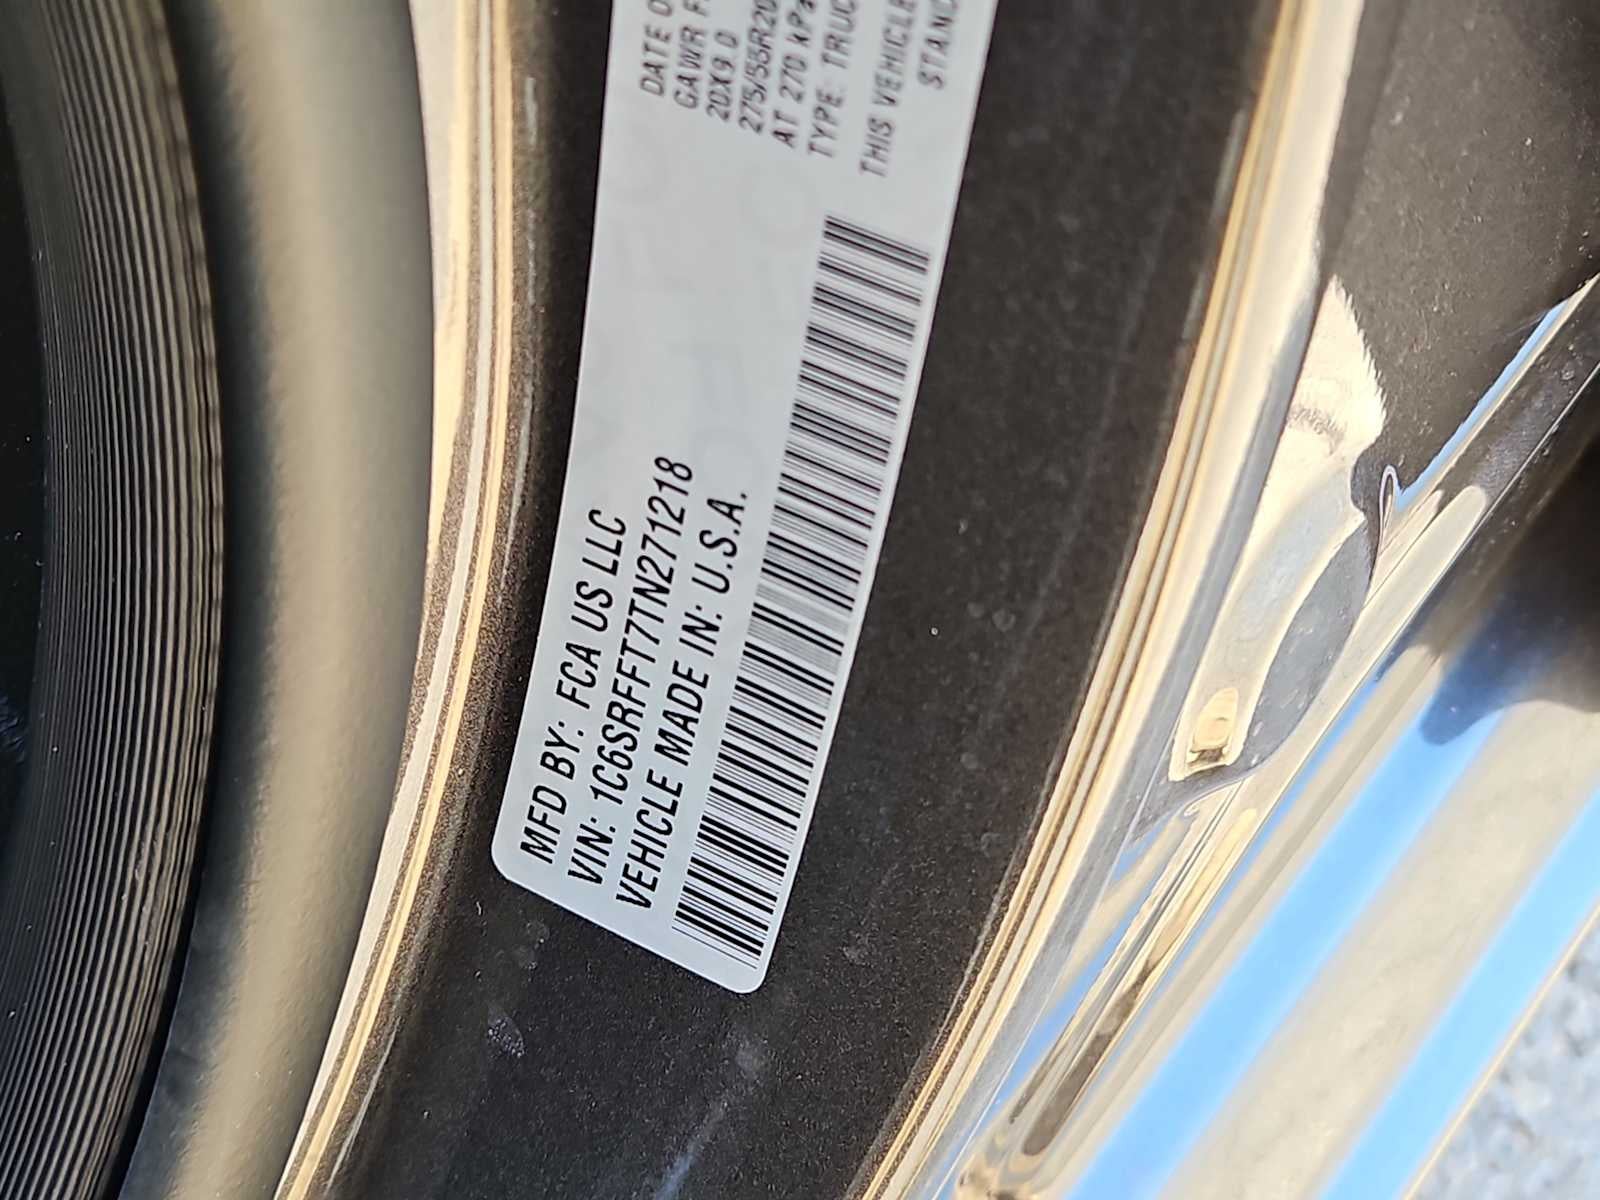 MFD BY: FCA US LLC
VIN: 1C6SRFFT7TN271218
VEHICLE MADE IN: U.S.A.
DATE O
GAWR F
20X9.0
275/55R20
AT 270 kPa
TYPE: TRUC
THIS VEHICLE
STAND